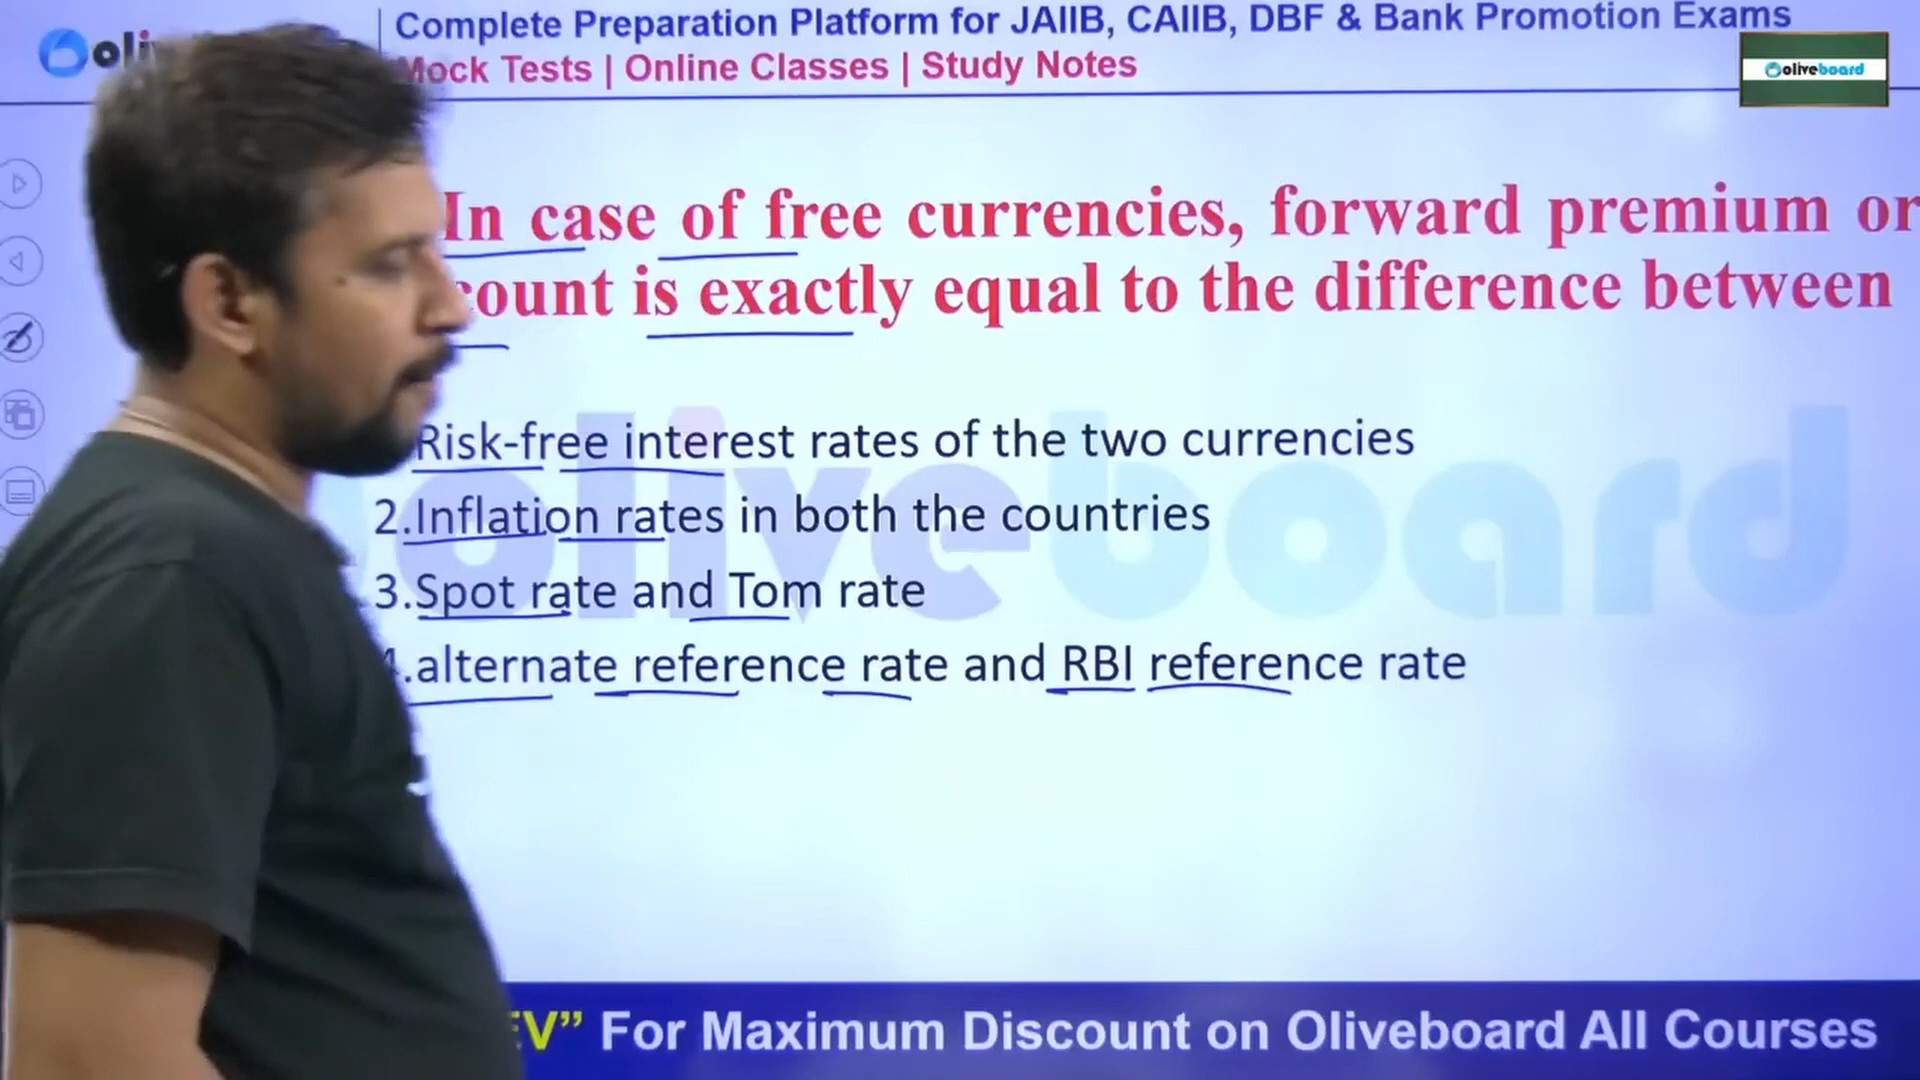 Complete Preparation Platform for JAIIB, CAIIB, DBF & Bank Promotion Exams
Mock Tests | Online Classes | Study Notes
oliveboard
In case of free currencies, forward premium or
count is exactly equal to the difference between
Risk-free interest rates of the two currencies
2.Inflation rates in both the countries
3.Spot rate and Tom rate
4.alternate reference rate and RBI reference rate
oliveboard
EV” For Maximum Discount on Oliveboard All Courses